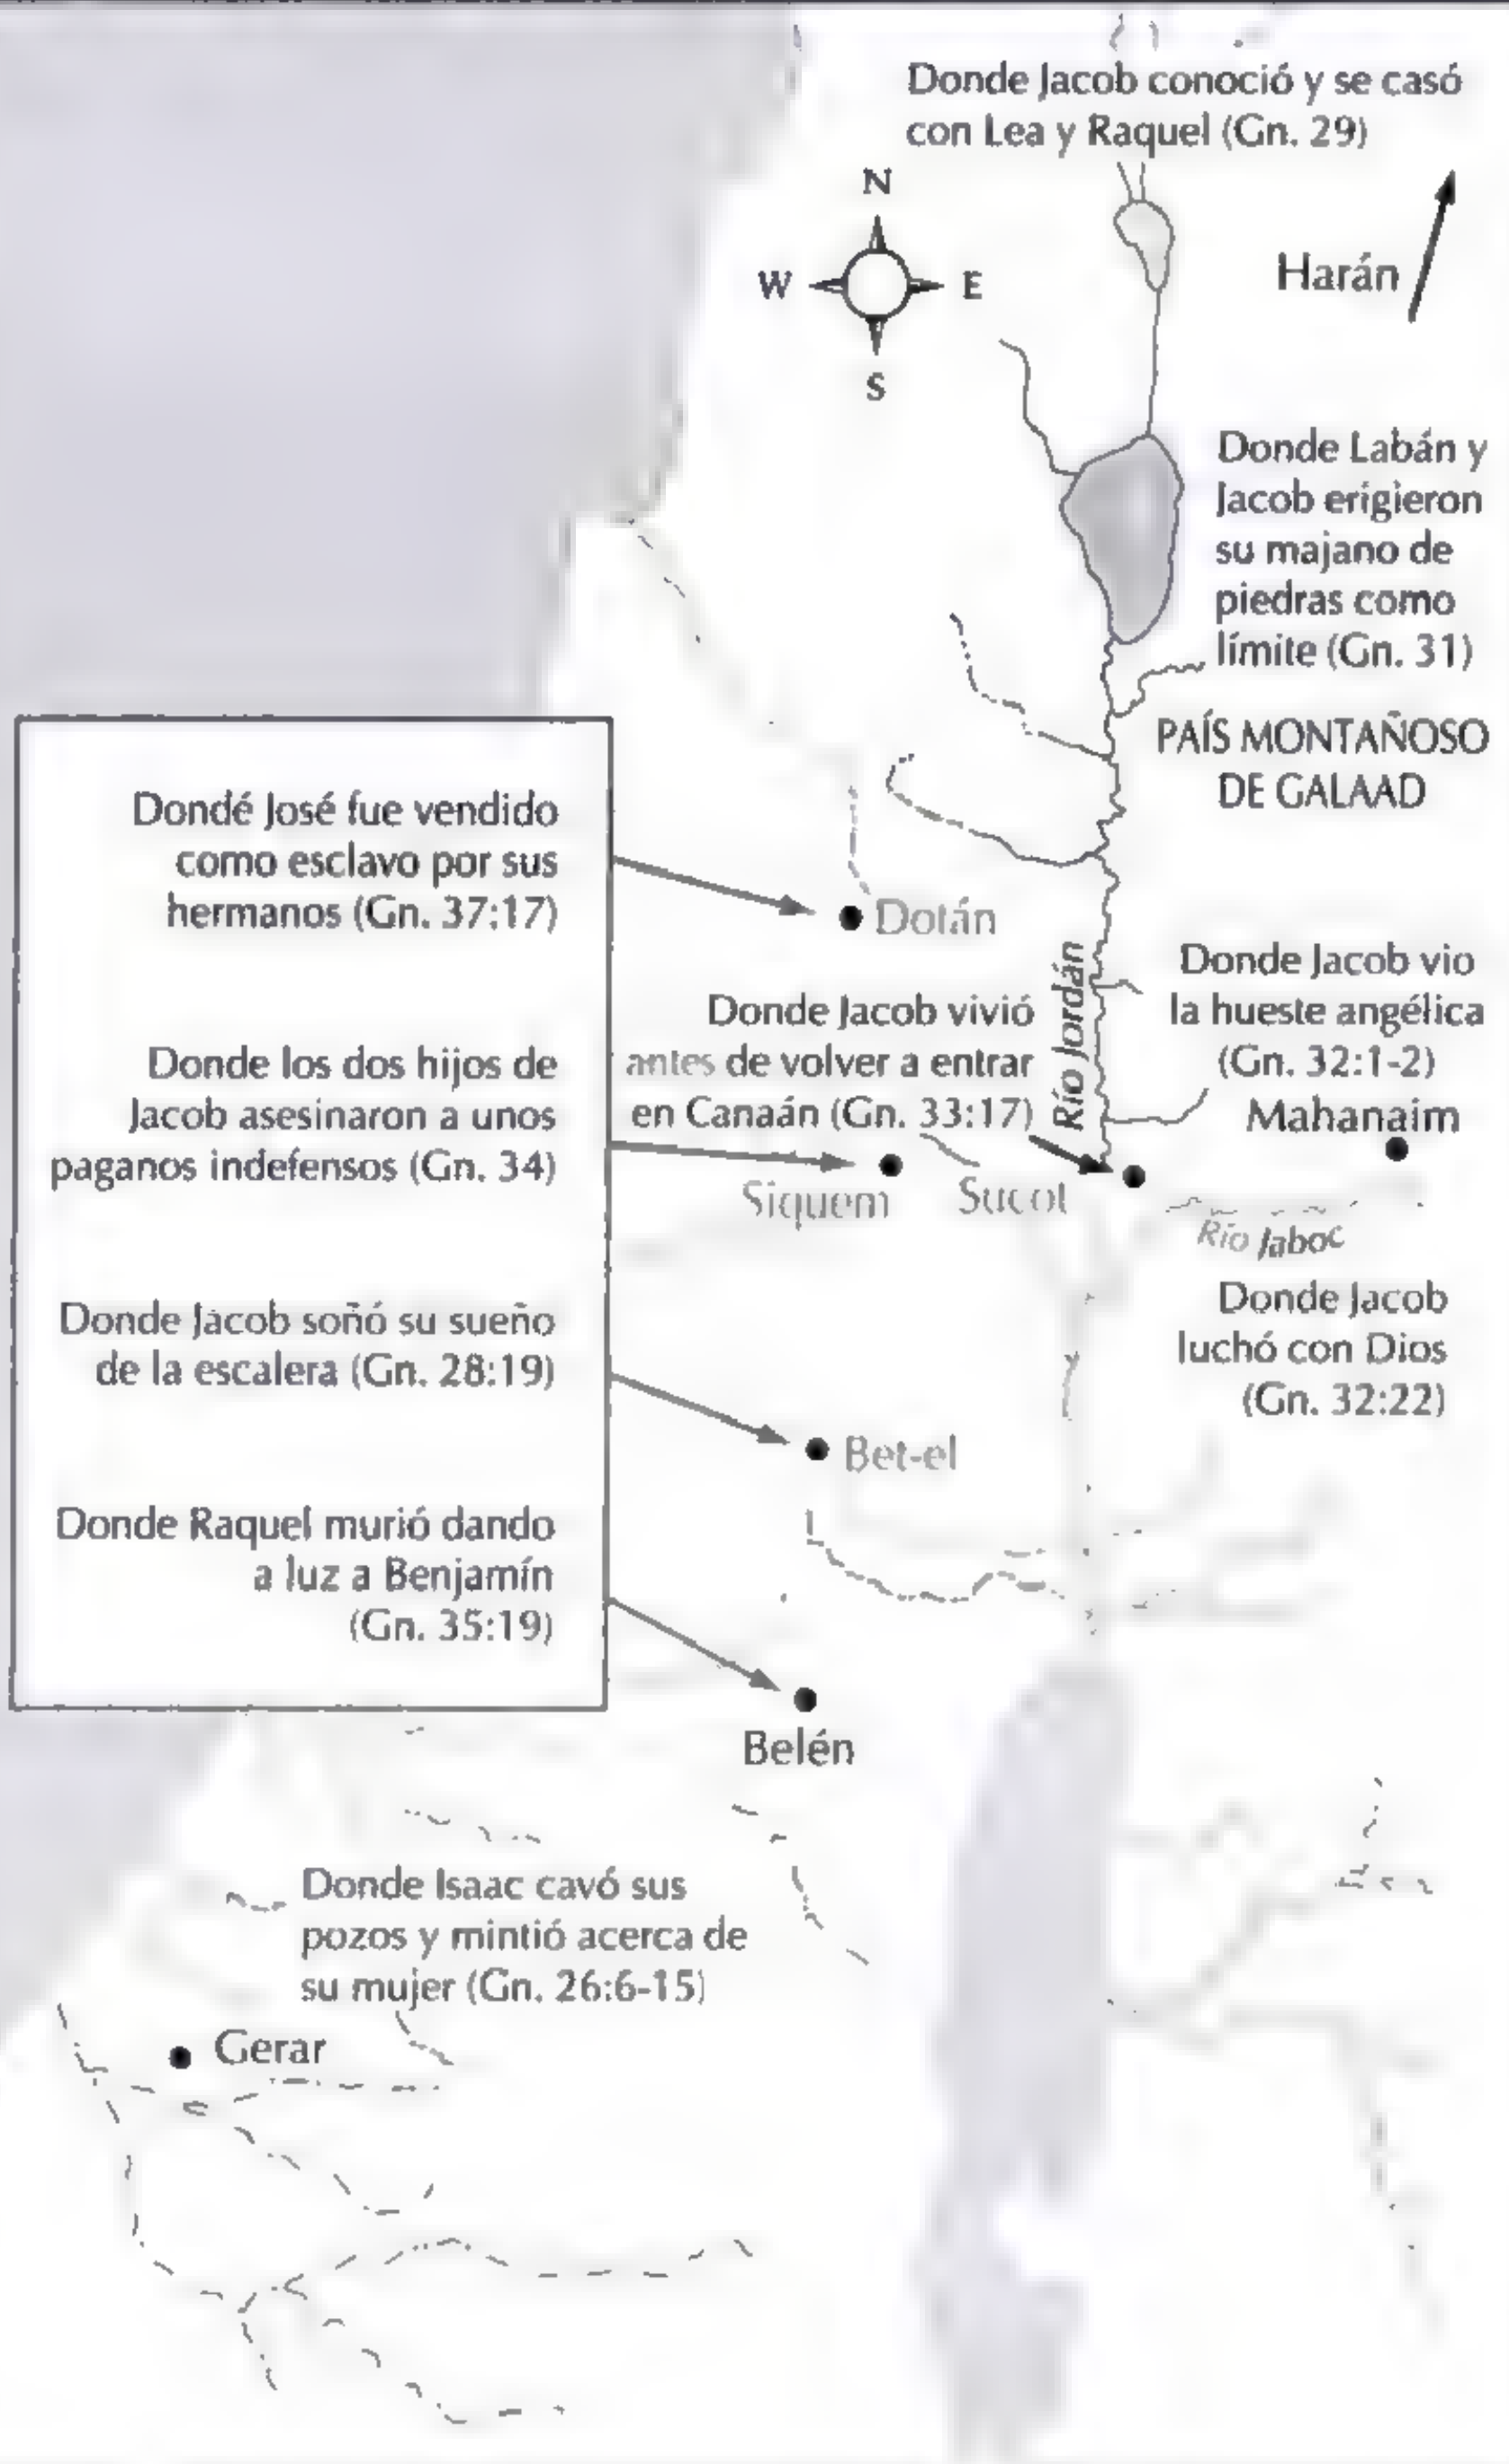 Donde Jacob conoció y se casó
con Lea y Raquel (Gn. 29)
N
W
E
S
Harán
Donde Labán y
Jacob erigieron
su majano de
piedras como
límite (Gn. 31)
PAÍS MONTAÑOSO
DE GALAAD
Dondé José fue vendido
como esclavo por sus
hermanos (Gn. 37:17)
Dotán
Donde los dos hijos de
Jacob asesinaron a unos
paganos indefensos (Gn. 34)
Siquem
Donde Jacob vivió
antes de volver a entrar
en Canaán (Gn. 33:17)
Sucot
Río Jordán
Donde Jacob vio
la hueste angélica
(Gn. 32:1-2)
Mahanaim
Río Jaboc
Donde Jacob
luchó con Dios
(Gn. 32:22)
Donde Jacob soñó su sueño
de la escalera (Gn. 28:19)
Bet-el
Donde Raquel murió dando
a luz a Benjamín
(Gn. 35:19)
Belén
Donde Isaac cavó sus
pozos y mintió acerca de
su mujer (Gn. 26:6-15)
Gerar